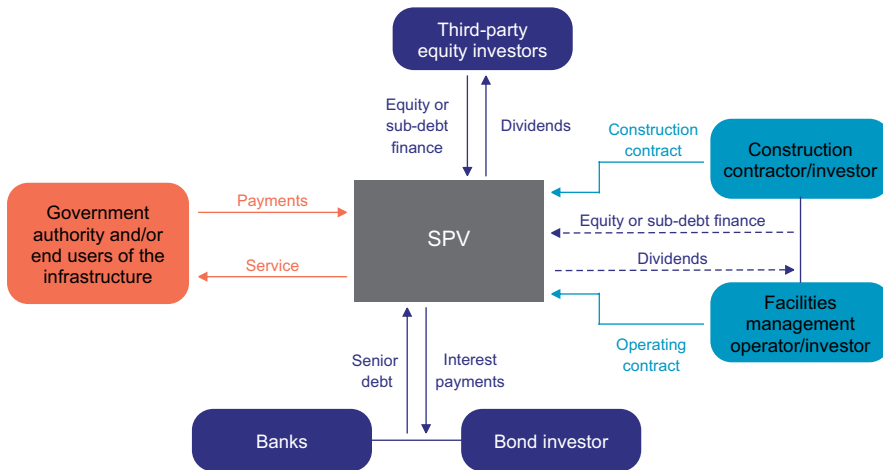 Third-party
equity investors
Equity or
sub-debt
finance
Dividends
Construction
contract
Construction
contractor/investor
Government
authority and/or
end users of the
infrastructure
Payments
Service
SPV
Equity or sub-debt finance
Dividends
Facilities
management
operator/investor
Operating
contract
Senior
debt
Interest
payments
Banks
Bond investor